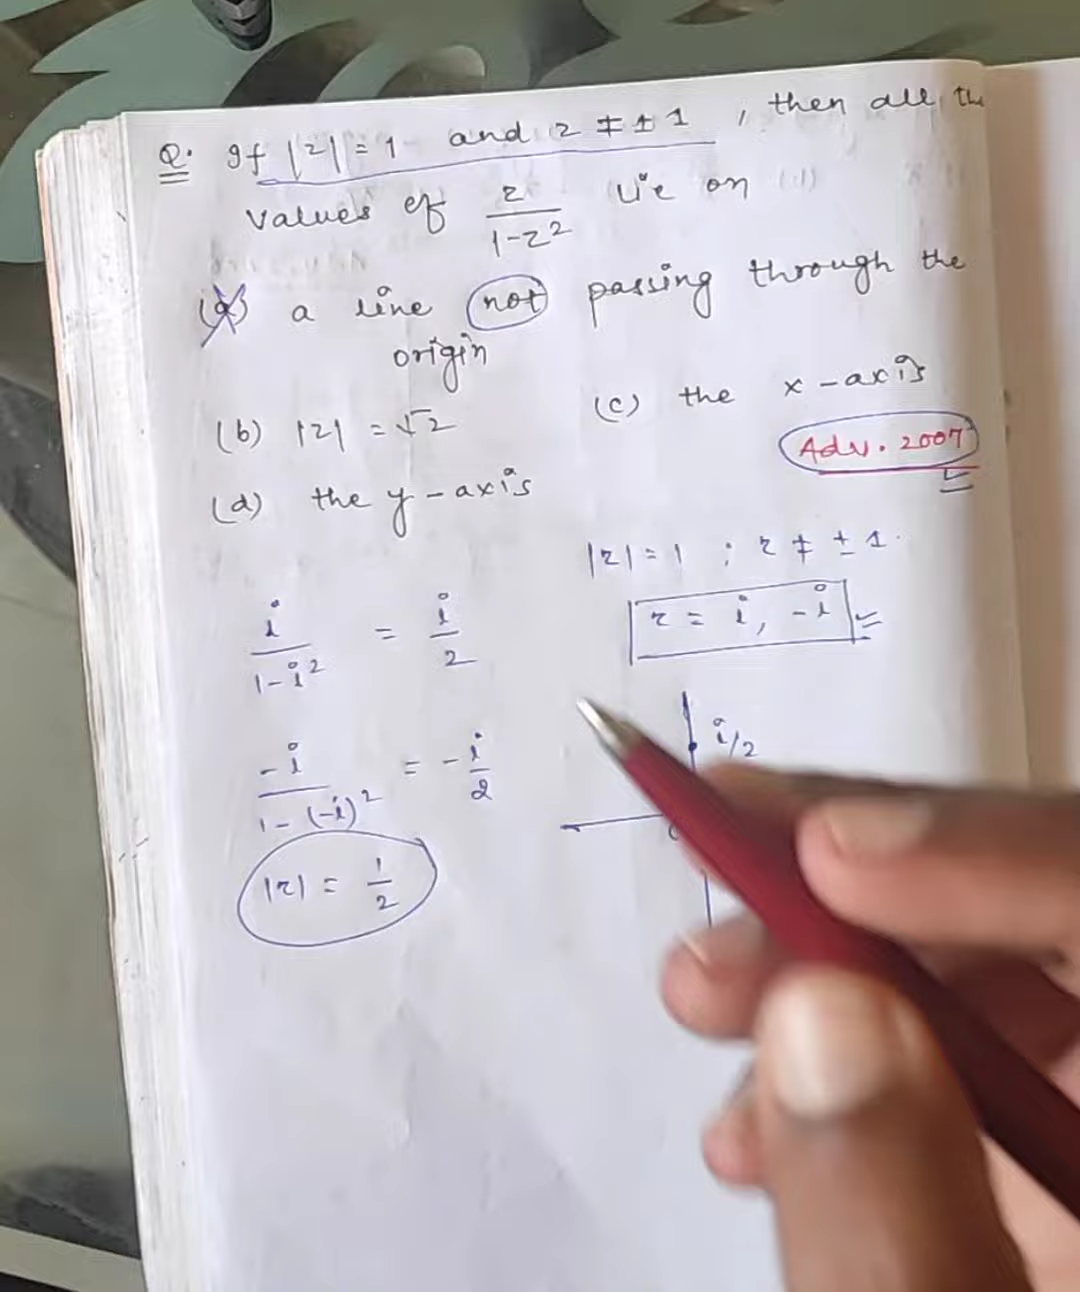 Q. If |z| = 1 and z ≠ ± 1 , then all the
values of z/(1-z²) lie on
(a) a line not passing through the
origin
(b) |z| = √2
(c) the x-axis
Adv. 2007
(d) the y-axis
|z| = 1 ; z ≠ ± 1.
z = i, -i
i/(1-i²) = i/2
i/2
-i/(1-(-i)²) = -i/2
|z| = 1/2